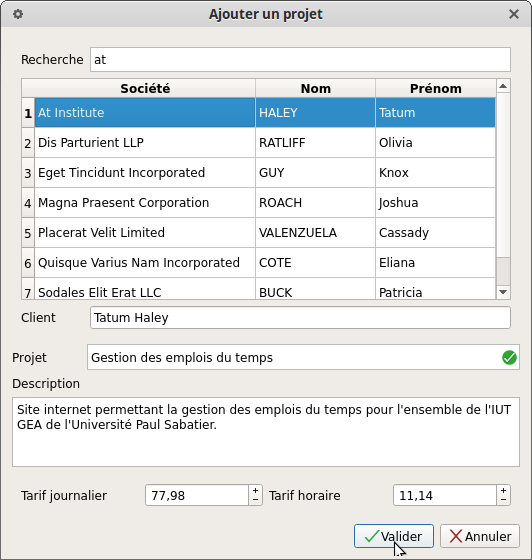 Ajouter un projet
Recherche at
Société Nom Prénom
1 At Institute HALEY Tatum
2 Dis Parturient LLP RATLIFF Olivia
3 Eget Tincidunt Incorporated GUY Knox
4 Magna Praesent Corporation ROACH Joshua
5 Placerat Velit Limited VALENZUELA Cassady
6 Quisque Varius Nam Incorporated COTE Eliana
7 Sodales Elit Erat LLC BUCK Patricia
Client Tatum Haley
Projet Gestion des emplois du temps
Description
Site internet permettant la gestion des emplois du temps pour l'ensemble de l'IUT
GEA de l'Université Paul Sabatier.
Tarif journalier 77,98 Tarif horaire 11,14
Valider Annuler